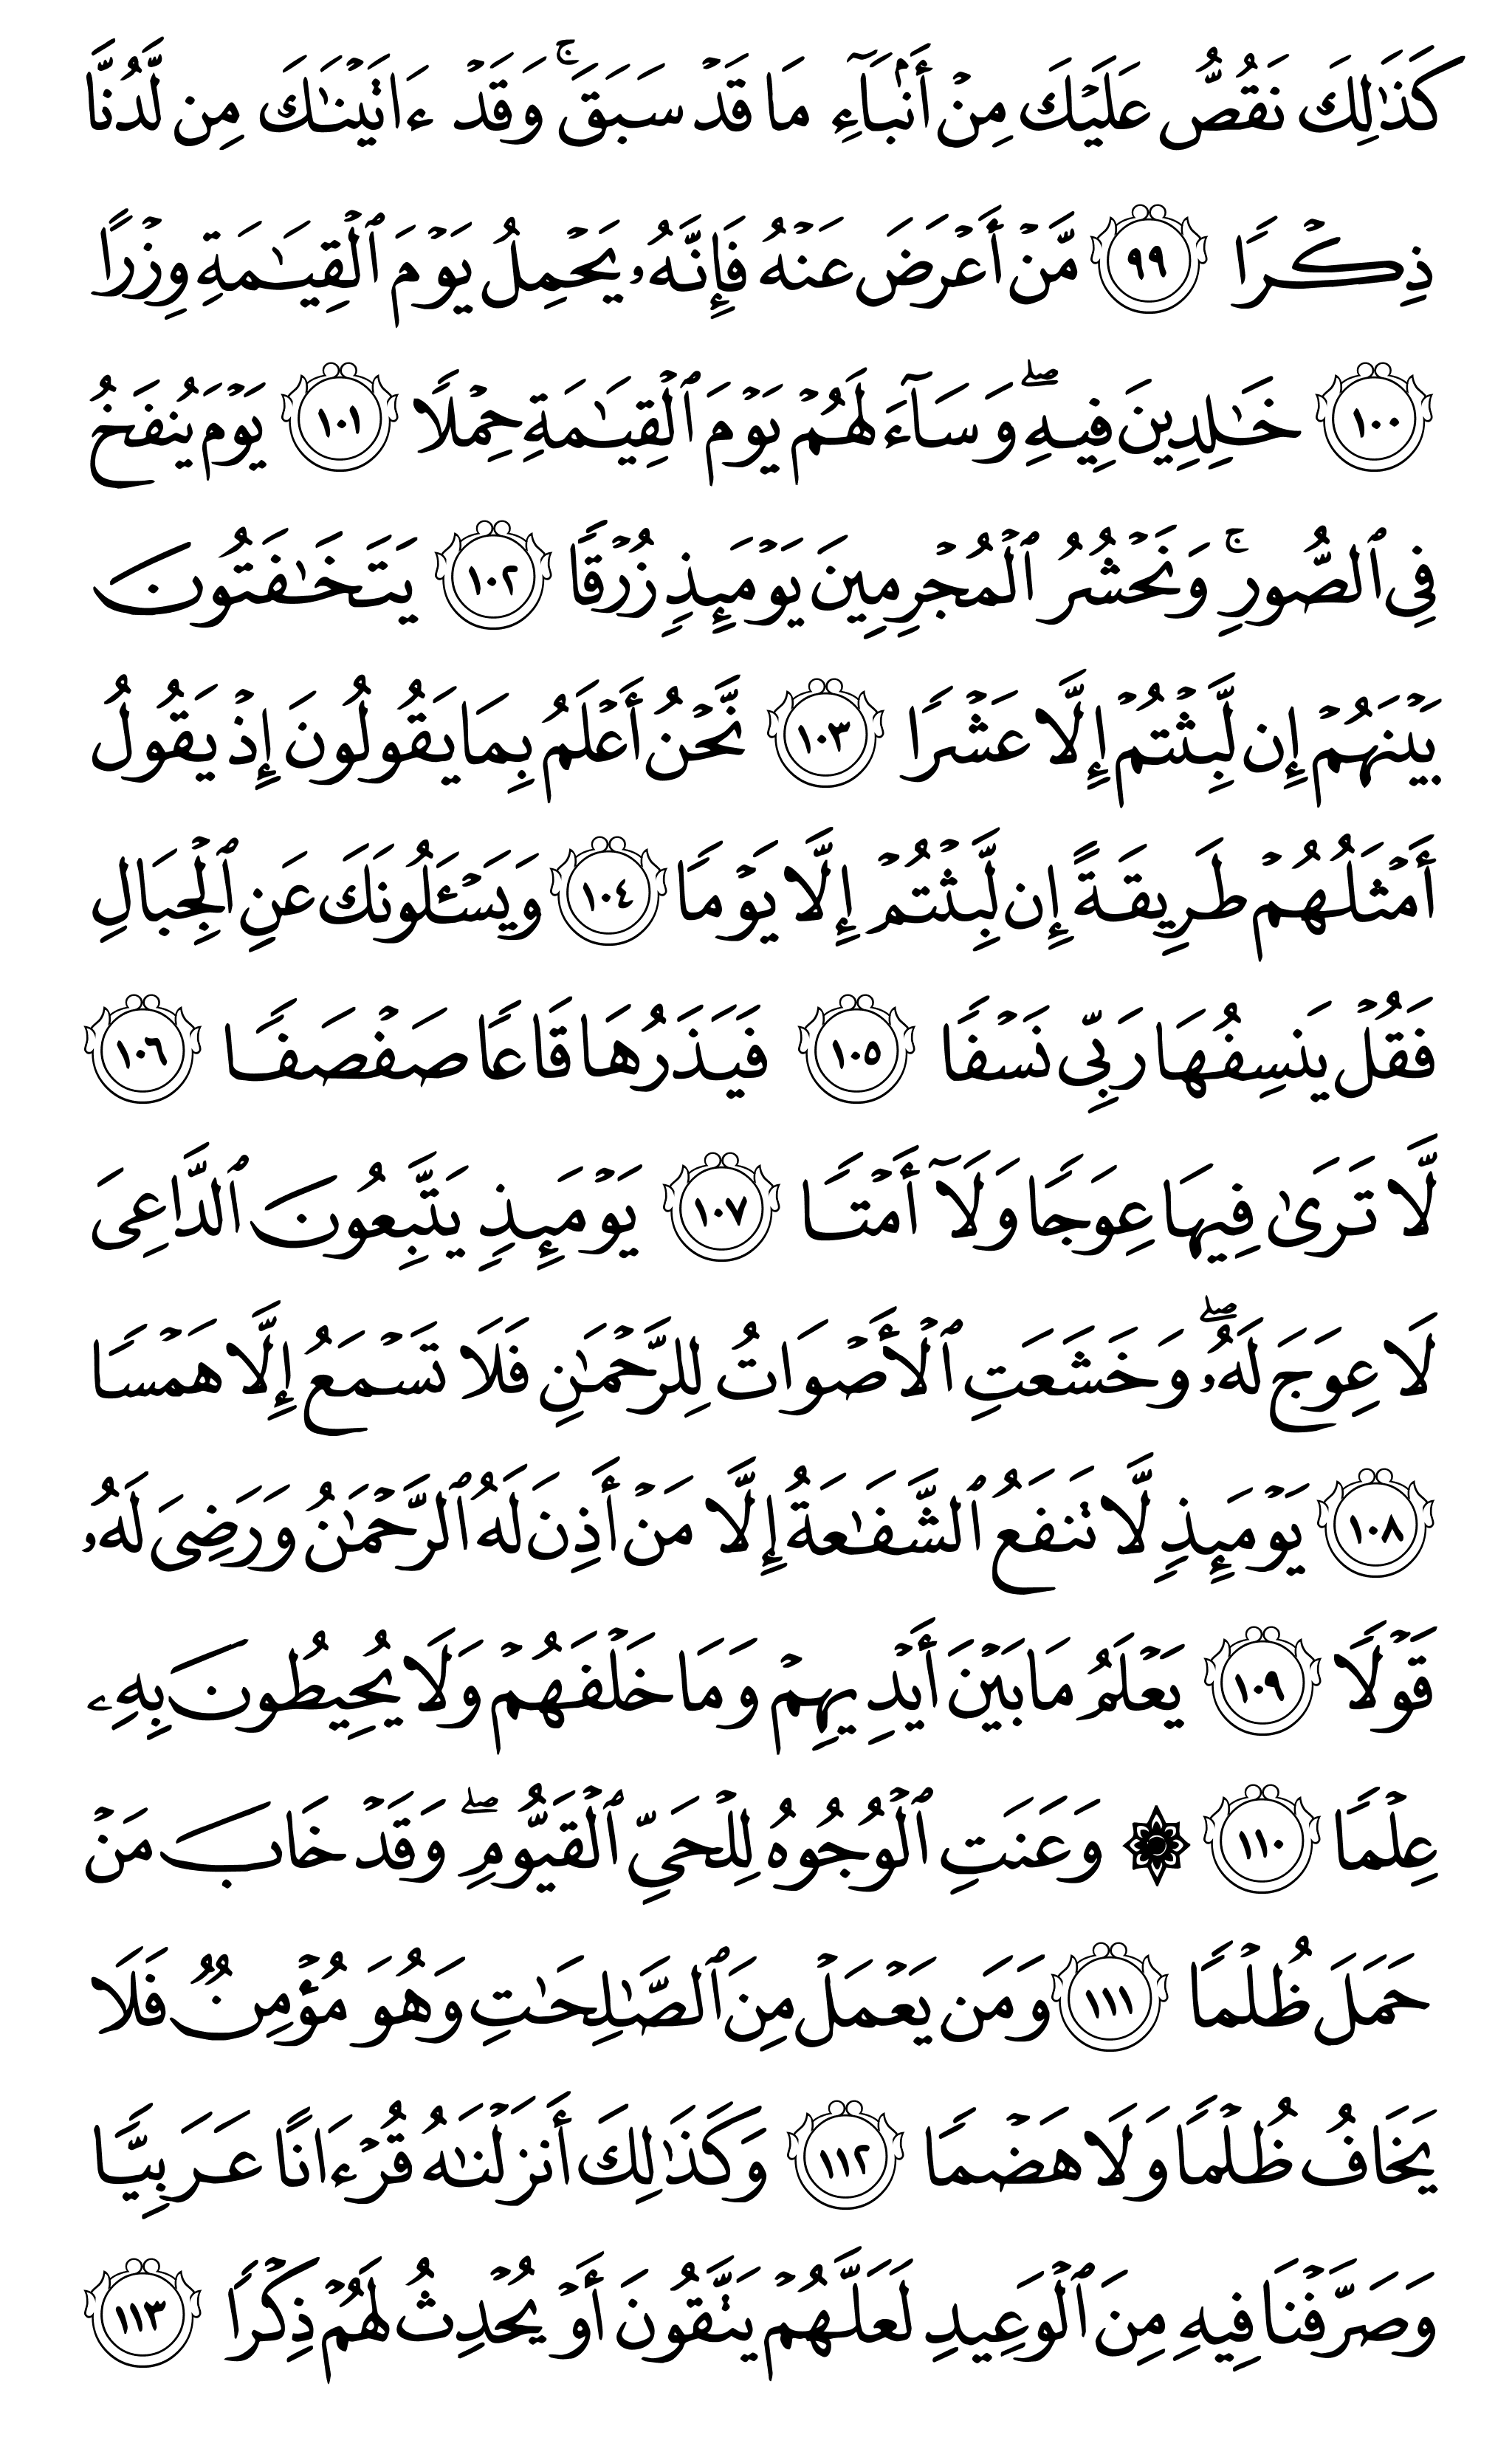 كَذَٰلِكَ نَقُصُّ عَلَيْكَ مِنْ أَنۢبَآءِ مَا قَدْ سَبَقَ ۚ وَقَدْ ءَاتَيْنَـٰكَ مِن لَّدُنَّا
ذِكْرًا ٩٩ مَّنْ أَعْرَضَ عَنْهُ فَإِنَّهُۥ يَحْمِلُ يَوْمَ ٱلْقِيَـٰمَةِ وِزْرًا
١٠٠ خَـٰلِدِينَ فِيهِ ۖ وَسَآءَ لَهُمْ يَوْمَ ٱلْقِيَـٰمَةِ حِمْلًا ١٠١ يَوْمَ يُنفَخُ
فِى ٱلصُّورِ ۚ وَنَحْشُرُ ٱلْمُجْرِمِينَ يَوْمَئِذٍ زُرْقًا ١٠٢ يَتَخَـٰفَتُونَ
بَيْنَهُمْ إِن لَّبِثْتُمْ إِلَّا عَشْرًا ١٠٣ نَّحْنُ أَعْلَمُ بِمَا يَقُولُونَ إِذْ يَقُولُ
أَمْثَلُهُمْ طَرِيقَةً إِن لَّبِثْتُمْ إِلَّا يَوْمًا ١٠٤ وَيَسْـَٔلُونَكَ عَنِ ٱلْجِبَالِ
فَقُلْ يَنسِفُهَا رَبِّى نَسْفًا ١٠٥ فَيَذَرُهَا قَاعًا صَفْصَفًا ١٠٦
لَّا تَرَىٰ فِيهَا عِوَجًا وَلَآ أَمْتًا ١٠٧ يَوْمَئِذٍ يَتَّبِعُونَ ٱلدَّاعِىَ
لَا عِوَجَ لَهُۥ ۖ وَخَشَعَتِ ٱلْأَصْوَاتُ لِلرَّحْمَـٰنِ فَلَا تَسْمَعُ إِلَّا هَمْسًا
١٠٨ يَوْمَئِذٍ لَّا تَنفَعُ ٱلشَّفَـٰعَةُ إِلَّا مَنْ أَذِنَ لَهُ ٱلرَّحْمَـٰنُ وَرَضِىَ لَهُۥ
قَوْلًا ١٠٩ يَعْلَمُ مَا بَيْنَ أَيْدِيهِمْ وَمَا خَلْفَهُمْ وَلَا يُحِيطُونَ بِهِۦ
عِلْمًا ١١٠ ۞ وَعَنَتِ ٱلْوُجُوهُ لِلْحَىِّ ٱلْقَيُّومِ ۖ وَقَدْ خَابَ مَنْ
حَمَلَ ظُلْمًا ١١١ وَمَن يَعْمَلْ مِنَ ٱلصَّـٰلِحَـٰتِ وَهُوَ مُؤْمِنٌ فَلَا
يَخَافُ ظُلْمًا وَلَا هَضْمًا ١١٢ وَكَذَٰلِكَ أَنزَلْنَـٰهُ قُرْءَانًا عَرَبِيًّا
وَصَرَّفْنَا فِيهِ مِنَ ٱلْوَعِيدِ لَعَلَّهُمْ يَتَّقُونَ أَوْ يُحْدِثُ لَهُمْ ذِكْرًا ١١٣